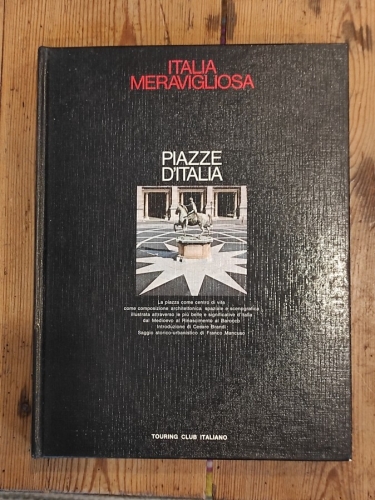 ITALIA
MERAVIGLIOSA
PIAZZE
D'ITALIA
La piazza come centro di vita
come composizione architettonica, spaziale e scenografica
illustrata attraverso le più belle e significative d'Italia
dal Medioevo al Rinascimento al Barocco
Introduzione di Cesare Brandi
Saggio storico-urbanistico di Franco Mancuso
TOURING CLUB ITALIANO